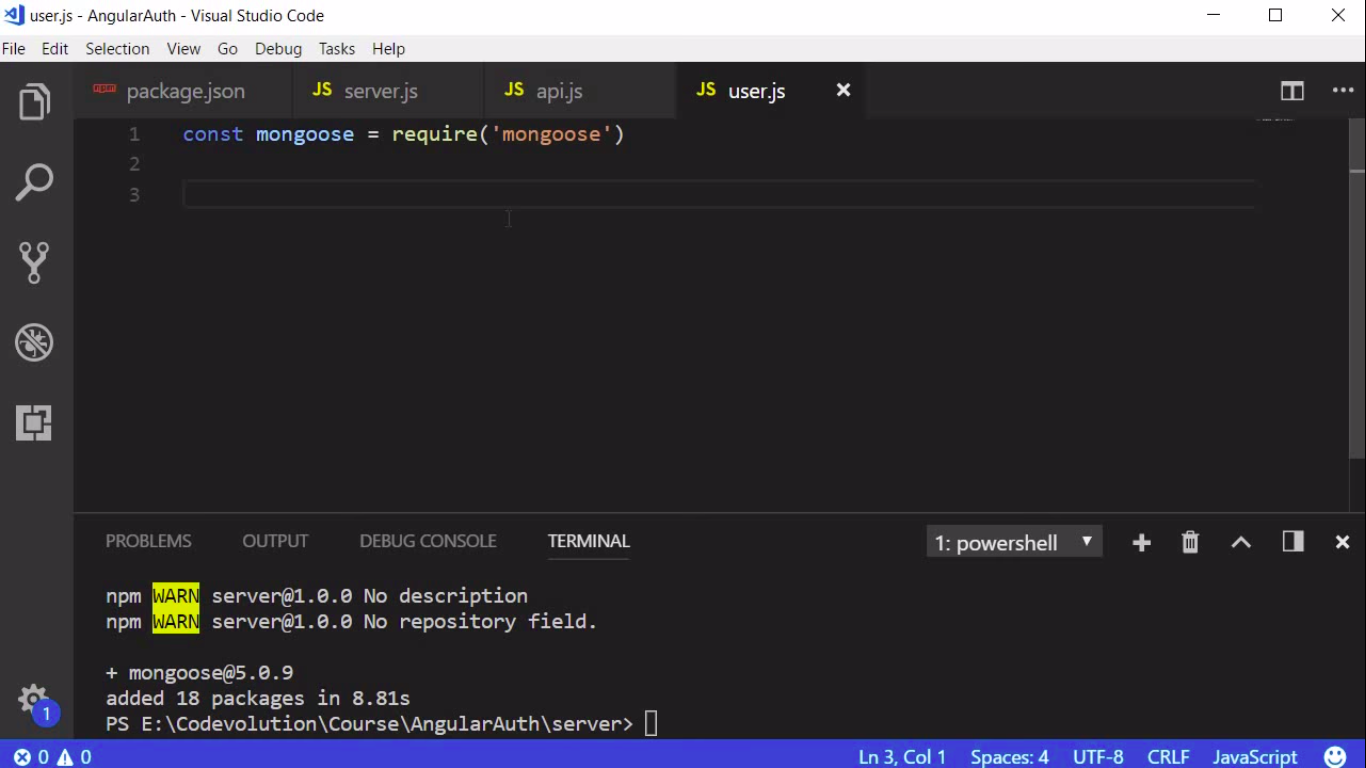 user.js - AngularAuth - Visual Studio Code
File Edit Selection View Go Debug Tasks Help
npm package.json JS server.js JS api.js JS user.js
1 const mongoose = require('mongoose')
2
3
PROBLEMS OUTPUT DEBUG CONSOLE TERMINAL 1: powershell
npm WARN server@1.0.0 No description
npm WARN server@1.0.0 No repository field.
+ mongoose@5.0.9
added 18 packages in 8.81s
PS E:\Codevolution\Course\AngularAuth\server>
1
0 0 Ln 3, Col 1 Spaces: 4 UTF-8 CRLF JavaScript